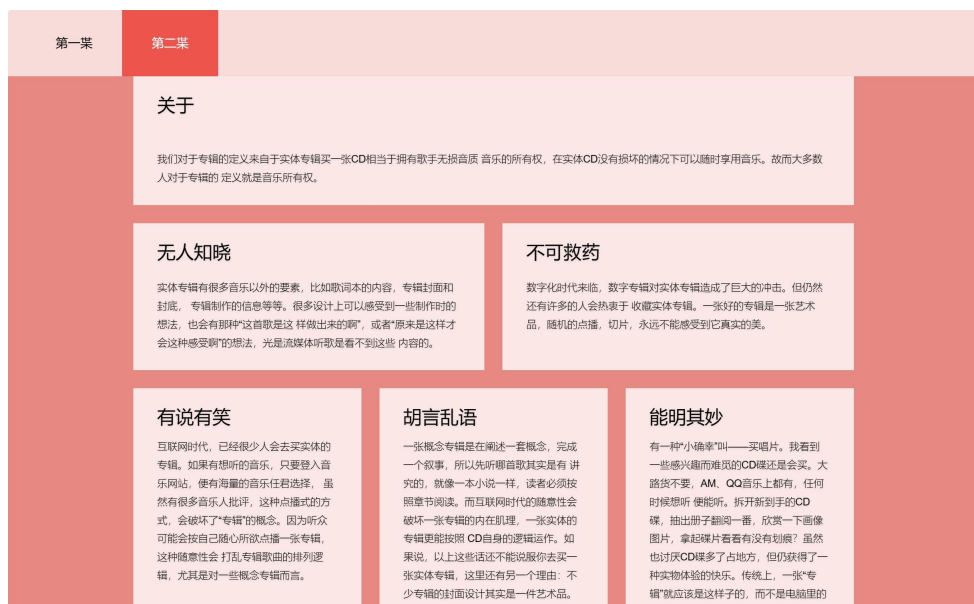 第一某 第二某
关于
我们对于专辑的定义来自于实体专辑买一张CD相当于拥有歌手无损音质 音乐的所有权，在实体CD没有损坏的情况下可以随时享用音乐。故而大多数
人对于专辑的 定义就是音乐所有权。
无人知晓
实体专辑有很多音乐以外的要素，比如歌词本的内容，专辑封面和
封底， 专辑制作的信息等等。很多设计上可以感受到一些制作时的
想法，也会有那种“这首歌是这 样做出来的啊”，或者“原来是这样才
会这种感受啊”的想法，光是流媒体听歌是看不到这些 内容的。
不可救药
数字化时代来临，数字专辑对实体专辑造成了巨大的冲击。但仍然
还有许多的人会热衷于 收藏实体专辑。一张好的专辑是一张艺术
品，随机的点播，切片，永远不能感受到它真实的美。
有说有笑
互联网时代，已经很少人会去买实体的
专辑。如果有想听的音乐，只要登入音
乐网站，便有海量的音乐任君选择， 虽
然有很多音乐人批评，这种点播式的方
式，会破坏了“专辑”的概念。因为听众
可能会按自己随心所欲点播一张专辑，
这种随意性会 打乱专辑歌曲的排列逻
辑，尤其是对一些概念专辑而言。
胡言乱语
一张概念专辑是在阐述一套概念，完成
一个叙事，所以先听哪首歌其实是有 讲
究的，就像一本小说一样，读者必须按
照章节阅读。而互联网时代的随意性会
破坏一张专辑的内在肌理，一张实体的
专辑更能按照 CD自身的逻辑运作。如
果说，以上这些话还不能说服你去买一
张实体专辑，这里还有另一个理由：不
少专辑的封面设计其实是一件艺术品。
能明其妙
有一种“小确幸”叫——买唱片。我看到
一些感兴趣而难觅的CD碟还是会买。大
路货不要，AM、QQ音乐上都有，任何
时候想听 便能听。拆开新到手的CD
碟，抽出册子翻阅一番，欣赏一下画像
图片，拿起碟片看看有没有划痕？虽然
也讨厌CD碟多了占地方，但仍获得了一
种实物体验的快乐。传统上，一张“专
辑”就应该是这样子的，而不是电脑里的